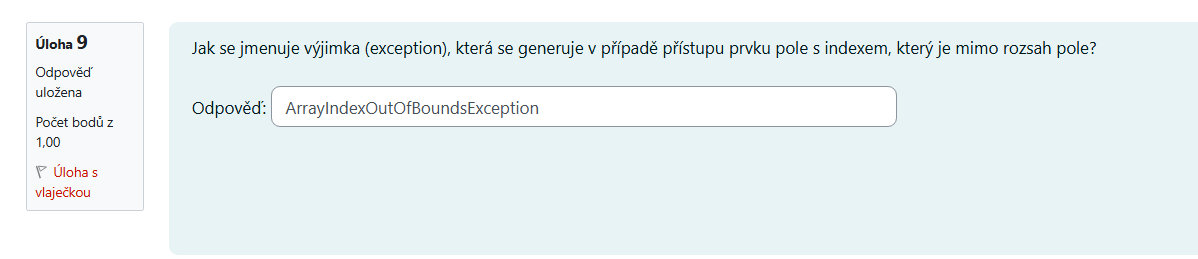 Úloha 9
Odpověď
uložena
Počet bodů z
1,00
Úloha s
vlaječkou
Jak se jmenuje výjimka (exception), která se generuje v případě přístupu prvku pole s indexem, který je mimo rozsah pole?
Odpověď: ArrayIndexOutOfBoundsException